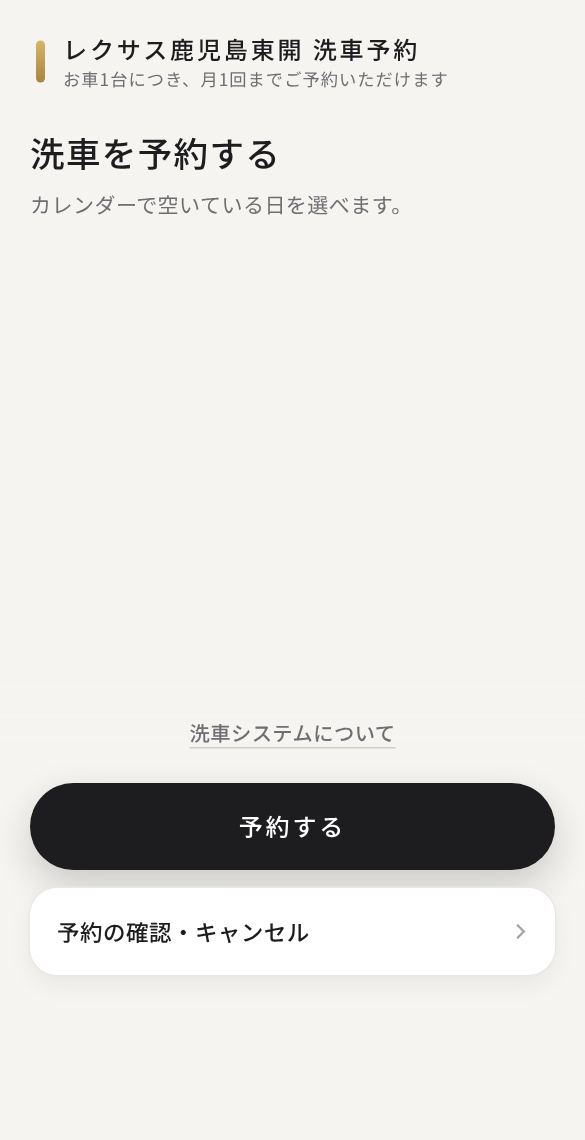 レクサス鹿児島東開 洗車予約
お車1台につき、月1回までご予約いただけます
洗車を予約する
カレンダーで空いている日を選べます。
洗車システムについて
予約する
予約の確認・キャンセル